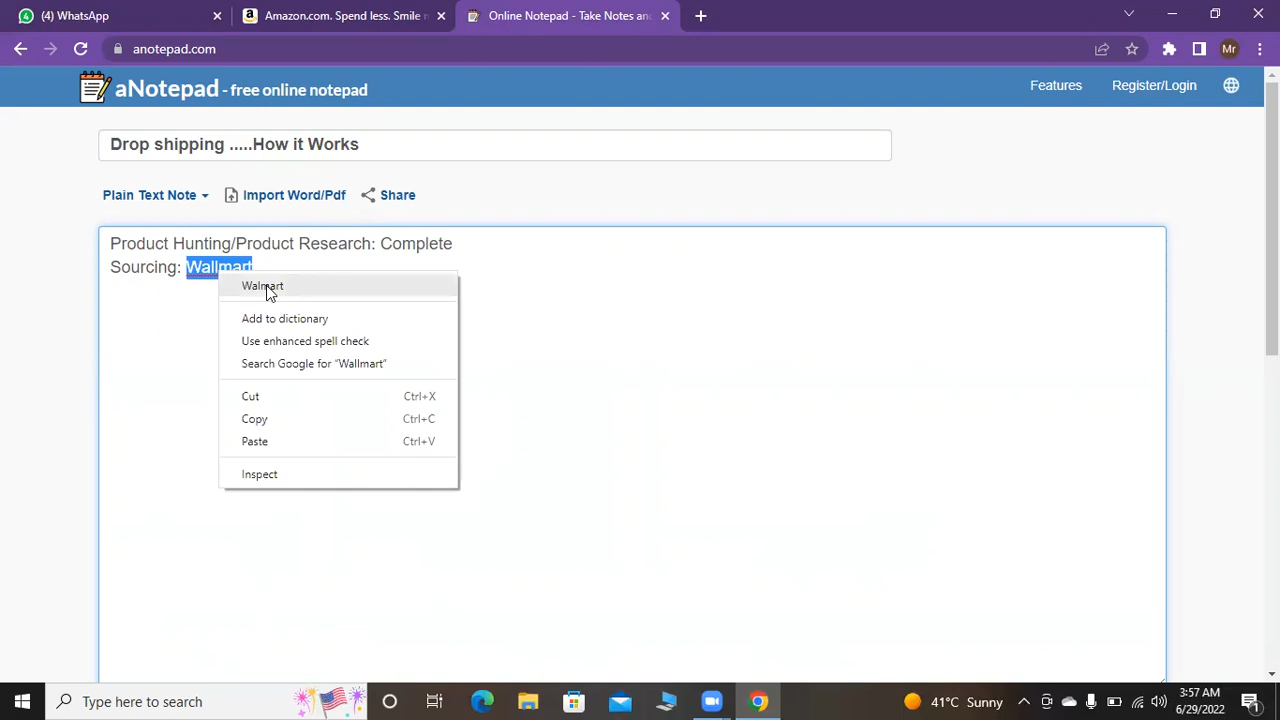 (4) WhatsApp
Amazon.com. Spend less. Smile m
Online Notepad - Take Notes and
anotepad.com
Mr
aNotepad - free online notepad
Features
Register/Login
Drop shipping .....How it Works
Plain Text Note
Import Word/Pdf
Share
Product Hunting/Product Research: Complete
Sourcing: Wallmart
Walmart
Add to dictionary
Use enhanced spell check
Search Google for “Wallmart”
Cut Ctrl+X
Copy Ctrl+C
Paste Ctrl+V
Inspect
Type here to search
41°C Sunny
3:57 AM
6/29/2022
1